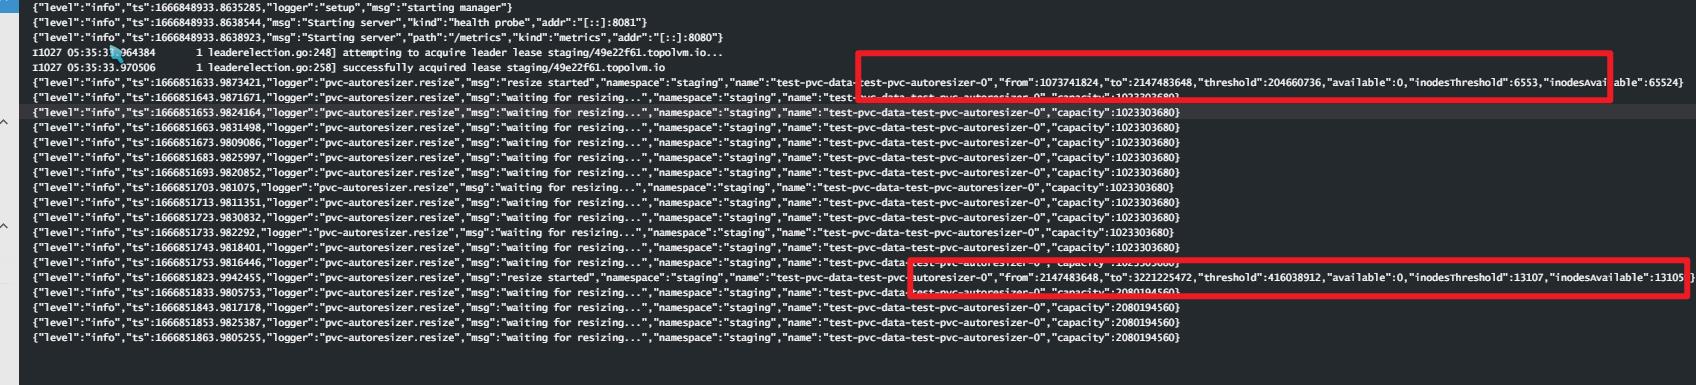 {"level":"info","ts":1666848933.8635285,"logger":"setup","msg":"starting manager"}
{"level":"info","ts":1666848933.8638544,"msg":"Starting server","kind":"health probe","addr":"[::]:8081"}
{"level":"info","ts":1666848933.8638923,"msg":"Starting server","path":"/metrics","kind":"metrics","addr":"[::]:8080"}
I1027 05:35:33.964384 1 leaderelection.go:248] attempting to acquire leader lease staging/49e22f61.topolvm.io...
I1027 05:35:33.970506 1 leaderelection.go:258] successfully acquired lease staging/49e22f61.topolvm.io
{"level":"info","ts":1666851633.9873421,"logger":"pvc-autoresizer.resize","msg":"resize started","namespace":"staging","name":"test-pvc-data-test-pvc-autoresizer-0","from":1073741824,"to":2147483648,"threshold":204660736,"available":0,"inodesThreshold":6553,"inodesAvailable":65524}
{"level":"info","ts":1666851643.9871671,"logger":"pvc-autoresizer.resize","msg":"waiting for resizing...","namespace":"staging","name":"test-pvc-data-test-pvc-autoresizer-0","capacity":1023303680}
{"level":"info","ts":1666851653.9824164,"logger":"pvc-autoresizer.resize","msg":"waiting for resizing...","namespace":"staging","name":"test-pvc-data-test-pvc-autoresizer-0","capacity":1023303680}
{"level":"info","ts":1666851663.9831498,"logger":"pvc-autoresizer.resize","msg":"waiting for resizing...","namespace":"staging","name":"test-pvc-data-test-pvc-autoresizer-0","capacity":1023303680}
{"level":"info","ts":1666851673.9809086,"logger":"pvc-autoresizer.resize","msg":"waiting for resizing...","namespace":"staging","name":"test-pvc-data-test-pvc-autoresizer-0","capacity":1023303680}
{"level":"info","ts":1666851683.9825997,"logger":"pvc-autoresizer.resize","msg":"waiting for resizing...","namespace":"staging","name":"test-pvc-data-test-pvc-autoresizer-0","capacity":1023303680}
{"level":"info","ts":1666851693.9820852,"logger":"pvc-autoresizer.resize","msg":"waiting for resizing...","namespace":"staging","name":"test-pvc-data-test-pvc-autoresizer-0","capacity":1023303680}
{"level":"info","ts":1666851703.981075,"logger":"pvc-autoresizer.resize","msg":"waiting for resizing...","namespace":"staging","name":"test-pvc-data-test-pvc-autoresizer-0","capacity":1023303680}
{"level":"info","ts":1666851713.9811351,"logger":"pvc-autoresizer.resize","msg":"waiting for resizing...","namespace":"staging","name":"test-pvc-data-test-pvc-autoresizer-0","capacity":1023303680}
{"level":"info","ts":1666851723.9830832,"logger":"pvc-autoresizer.resize","msg":"waiting for resizing...","namespace":"staging","name":"test-pvc-data-test-pvc-autoresizer-0","capacity":1023303680}
{"level":"info","ts":1666851733.982292,"logger":"pvc-autoresizer.resize","msg":"waiting for resizing...","namespace":"staging","name":"test-pvc-data-test-pvc-autoresizer-0","capacity":1023303680}
{"level":"info","ts":1666851743.9818401,"logger":"pvc-autoresizer.resize","msg":"waiting for resizing...","namespace":"staging","name":"test-pvc-data-test-pvc-autoresizer-0","capacity":1023303680}
{"level":"info","ts":1666851753.9816446,"logger":"pvc-autoresizer.resize","msg":"waiting for resizing...","namespace":"staging","name":"test-pvc-data-test-pvc-autoresizer-0","capacity":1023303680}
{"level":"info","ts":1666851823.9942455,"logger":"pvc-autoresizer.resize","msg":"resize started","namespace":"staging","name":"test-pvc-data-test-pvc-autoresizer-0","from":2147483648,"to":3221225472,"threshold":416038912,"available":0,"inodesThreshold":13107,"inodesAvailable":13105
{"level":"info","ts":1666851833.9805753,"logger":"pvc-autoresizer.resize","msg":"waiting for resizing...","namespace":"staging","name":"test-pvc-data-test-pvc-autoresizer-0","capacity":2080194560}
{"level":"info","ts":1666851843.9817178,"logger":"pvc-autoresizer.resize","msg":"waiting for resizing...","namespace":"staging","name":"test-pvc-data-test-pvc-autoresizer-0","capacity":2080194560}
{"level":"info","ts":1666851853.9825387,"logger":"pvc-autoresizer.resize","msg":"waiting for resizing...","namespace":"staging","name":"test-pvc-data-test-pvc-autoresizer-0","capacity":2080194560}
{"level":"info","ts":1666851863.9805255,"logger":"pvc-autoresizer.resize","msg":"waiting for resizing...","namespace":"staging","name":"test-pvc-data-test-pvc-autoresizer-0","capacity":2080194560}